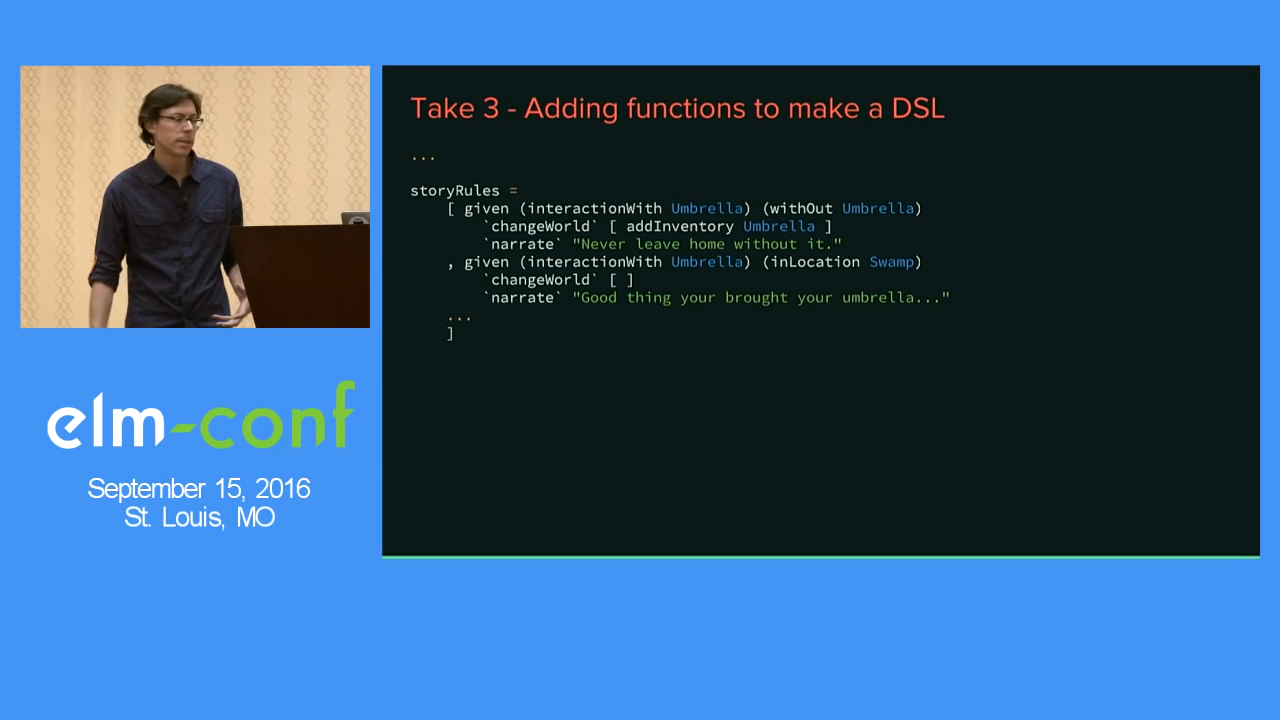 Take 3 - Adding functions to make a DSL
...
storyRules =
[ given (interactionWith Umbrella) (withOut Umbrella)
`changeWorld` [ addInventory Umbrella ]
`narrate` "Never leave home without it."
, given (interactionWith Umbrella) (inLocation Swamp)
`changeWorld` [ ]
`narrate` "Good thing your brought your umbrella..."
...
]
elm-conf
September 15, 2016
St. Louis, MO